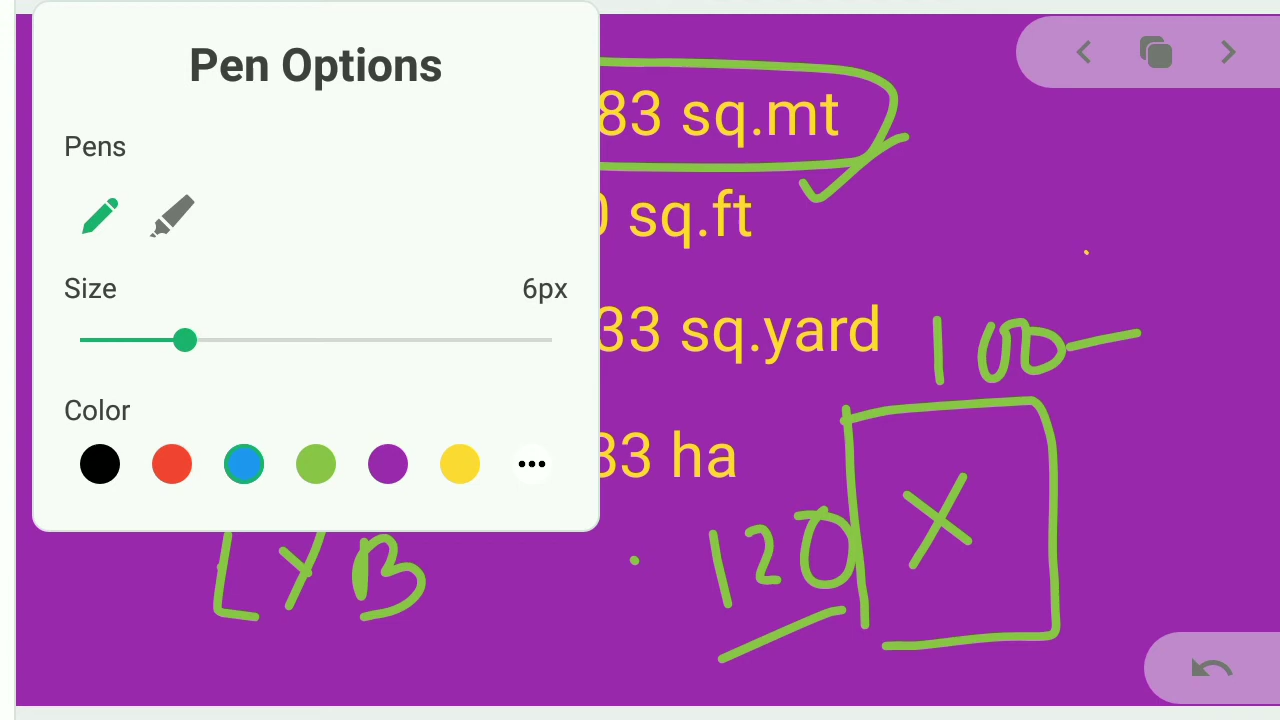 Pen Options
Pens
Size 6px
Color
83 sq.mt
0 sq.ft
33 sq.yard
33 ha
100
120 X
LXB